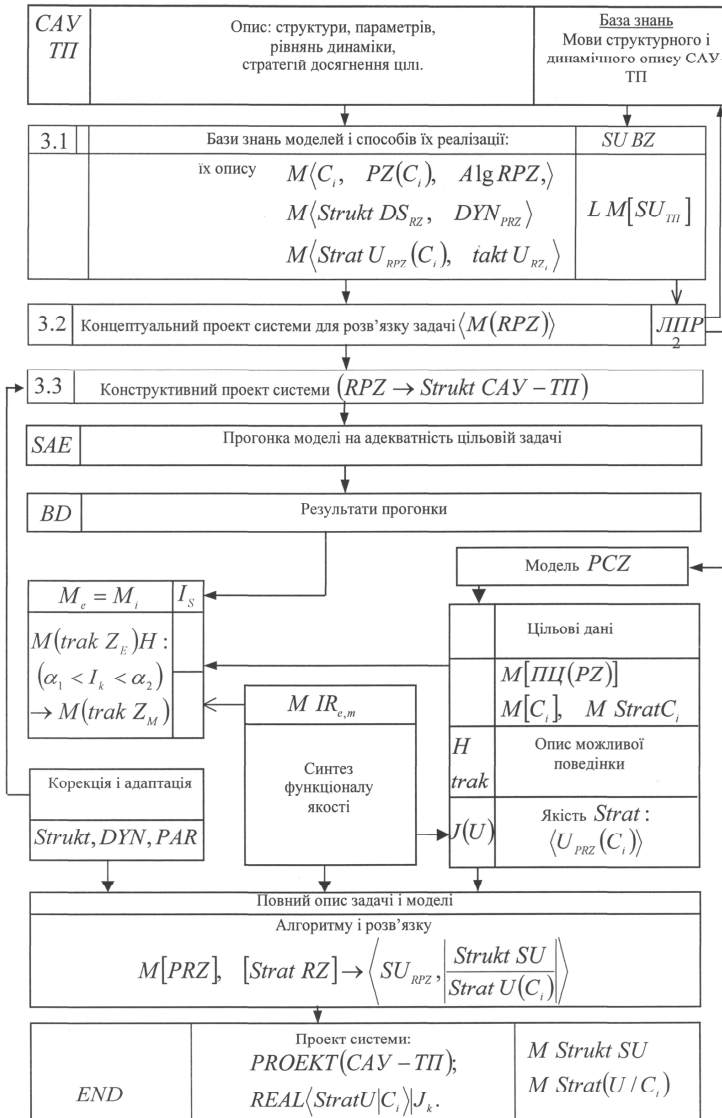 САУ
ТП
Опис: структури, параметрів,
рівнянь динаміки,
стратегій досягнення цілі.
База знань
Мови структурного і
динамічного опису САУ-
ТП
3.1
Бази знань моделей і способів їх реалізації:
SU BZ
їх опису
M⟨C_i, PZ(C_i), Alg RPZ,⟩
M⟨Strukt DS_RZ, DYN_PRZ⟩
M⟨Strat U_RPZ(C_i), takt U_RZ_i⟩
L M[SU_ТП]
3.2
Концептуальний проект системи для розв'язку задачі ⟨M(RPZ)⟩
ЛПР
2
3.3
Конструктивний проект системи (RPZ → Strukt САУ – ТП)
SAE
Прогонка моделі на адекватність цільовій задачі
BD
Результати прогонки
Модель PCZ
M_e = M_i
I_S
M(trak Z_E)H :
(α_1 < I_k < α_2)
→ M(trak Z_M)
Цільові дані
M[ПЦ(PZ)]
M[C_i], M StratC_i
M IR_e,m
Синтез
функціоналу
якості
H
trak
Опис можливої
поведінки
J(U)
Якість Strat :
⟨U_PRZ(C_i)⟩
Корекція і адаптація
Strukt, DYN, PAR
Повний опис задачі і моделі
Алгоритму і розв'язку
M[PRZ], [Strat RZ] → ⟨SU_RPZ, |Strukt SU / Strat U(C_i)|⟩
END
Проект системи:
PROEKT(САУ – ТП);
REAL⟨StratU|C_i⟩|J_k.
M Strukt SU
M Strat(U / C_i)